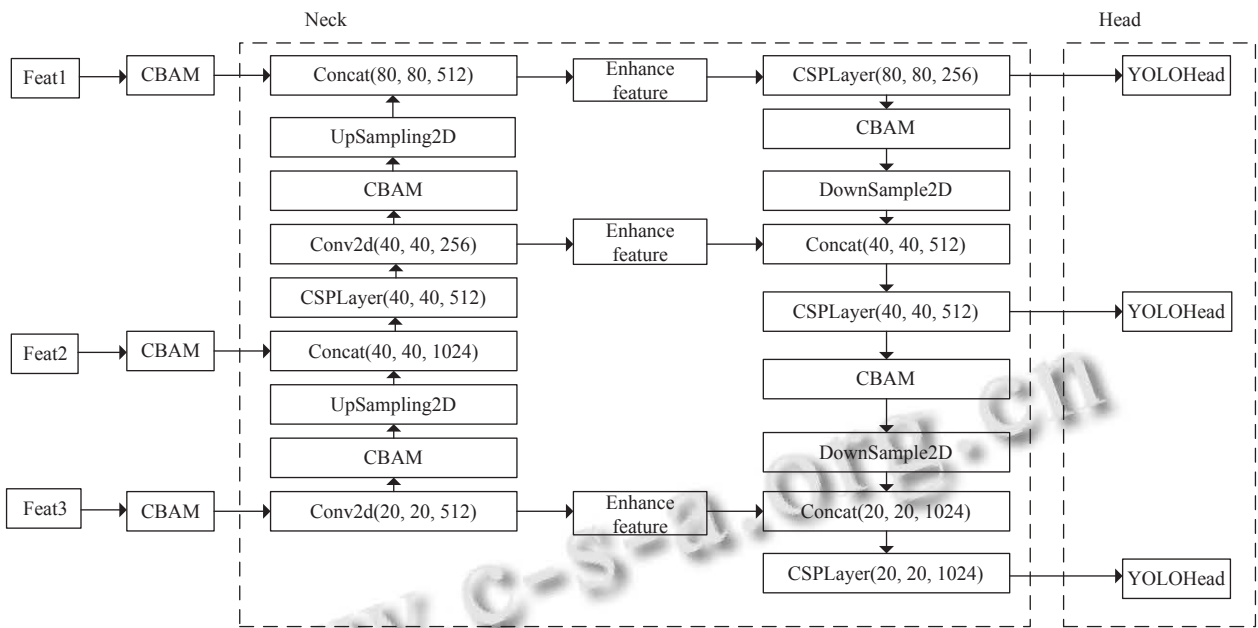 Neck
Head
Feat1
CBAM
Concat(80, 80, 512)
Enhance
feature
CSPLayer(80, 80, 256)
YOLOHead
UpSampling2D
CBAM
CBAM
DownSample2D
Conv2d(40, 40, 256)
Enhance
feature
Concat(40, 40, 512)
CSPLayer(40, 40, 512)
CSPLayer(40, 40, 512)
YOLOHead
Feat2
CBAM
Concat(40, 40, 1024)
CBAM
UpSampling2D
CBAM
DownSample2D
Feat3
CBAM
Conv2d(20, 20, 512)
Enhance
feature
Concat(20, 20, 1024)
CSPLayer(20, 20, 1024)
YOLOHead
c-s-a.org.cn